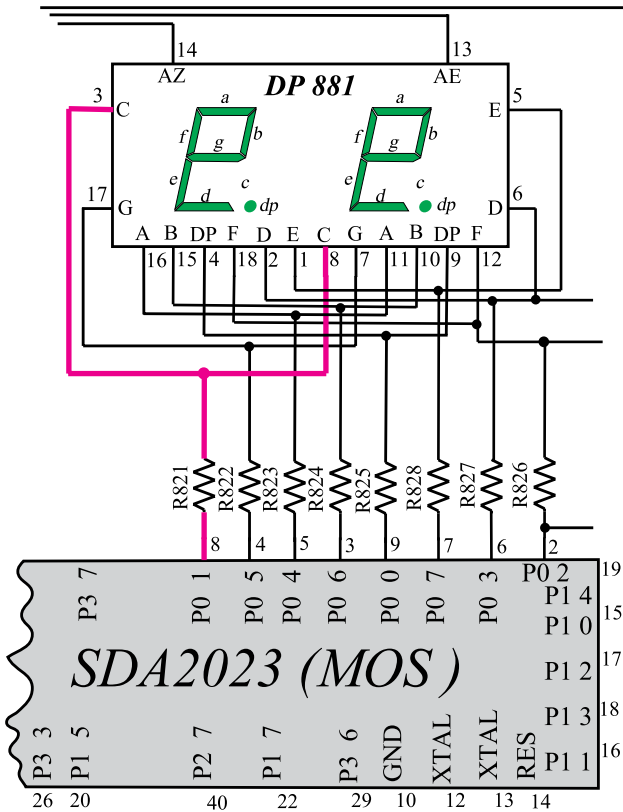 14 13
AZ AE
DP 881
3 C E 5
a a
f b f b
g g
e c e c
d dp d dp
17 G D 6
A B DP F D E C G A B DP F
16 15 4 18 2 1 8 7 11 10 9 12
R821 R822 R823 R824 R825 R828 R827 R826
8 4 5 3 9 7 6 2
P3 7 P0 1 P0 5 P0 4 P0 6 P0 0 P0 7 P0 3 P0 2
19
P1 4
15
P1 0
SDA2023 (MOS )
17
P1 2
18
P1 3
16
P1 1
P3 3 P1 5 P2 7 P1 7 P3 6 GND XTAL XTAL RES
26 20 40 22 29 10 12 13 14